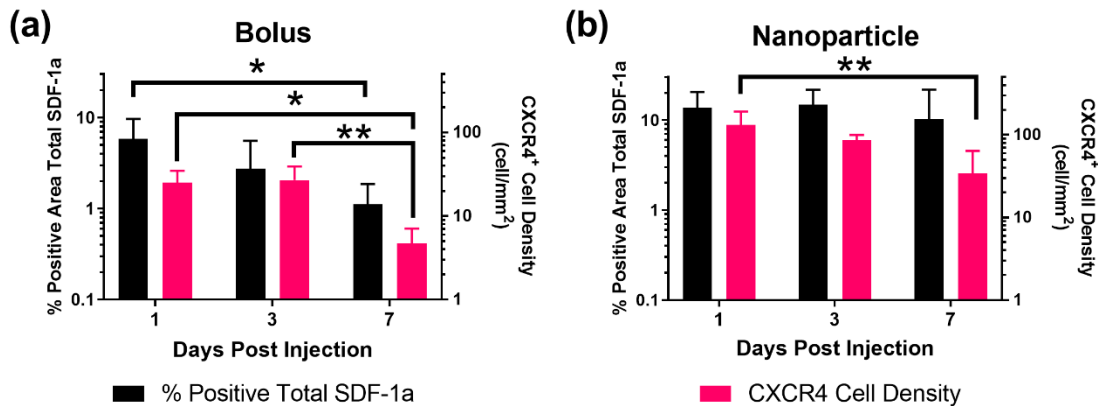 (a)
Bolus
% Positive Area Total SDF-1a
10
1
0.1
*
*
**
100
10
1
CXCR4⁺ Cell Density
(cell/mm²)
1
3
7
Days Post Injection
(b)
Nanoparticle
% Positive Area Total SDF-1a
10
1
0.1
**
100
10
1
CXCR4⁺ Cell Density
(cell/mm²)
1
3
7
Days Post Injection
% Positive Total SDF-1a
CXCR4 Cell Density